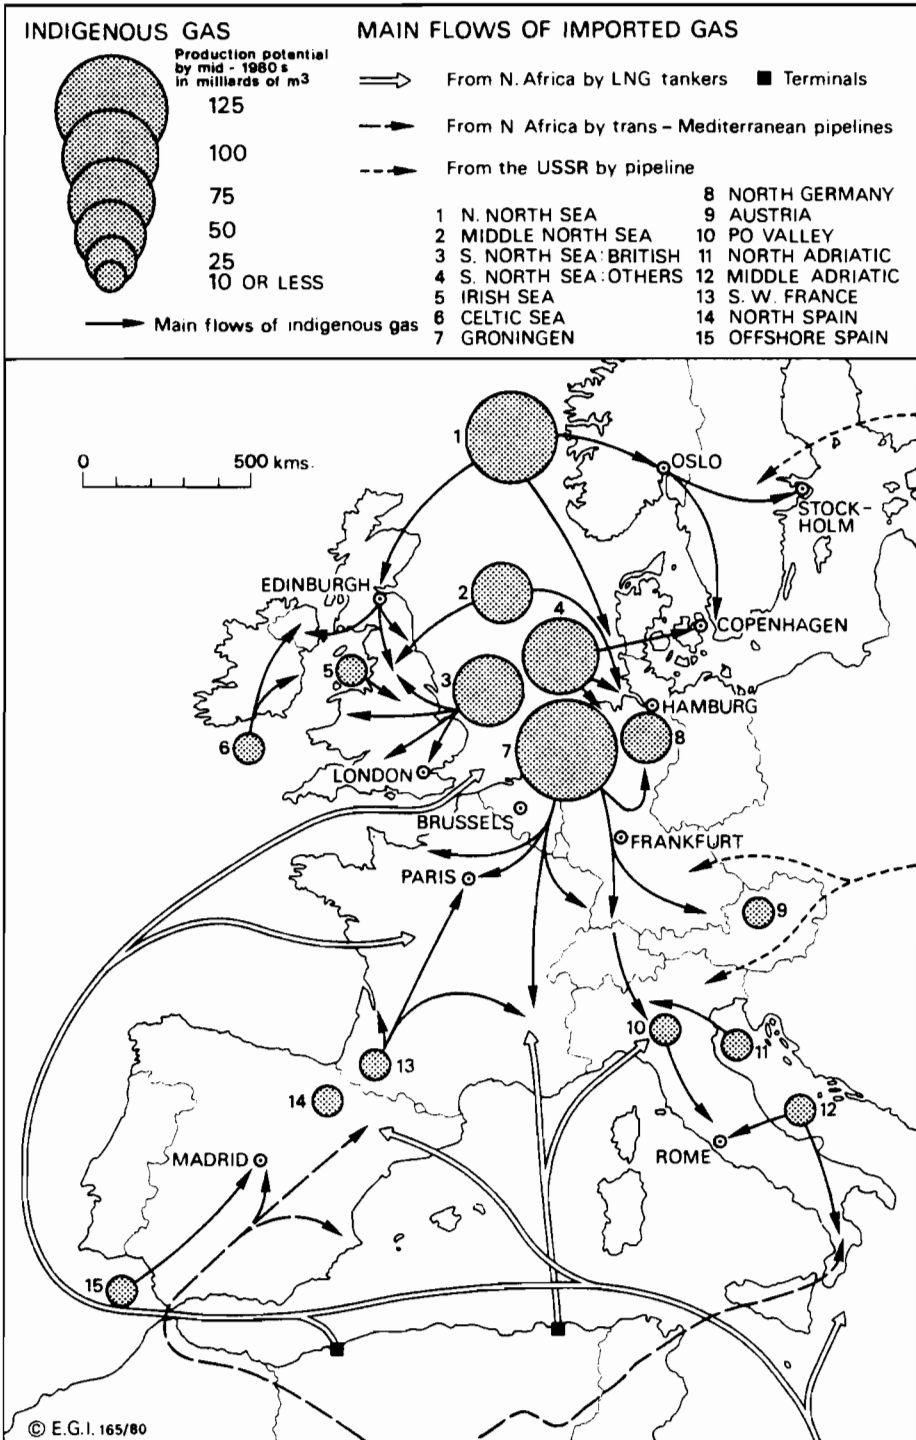 INDIGENOUS GAS
Production potential
by mid - 1980s
in milliards of m³
125
100
75
50
25
10 OR LESS
Main flows of indigenous gas
MAIN FLOWS OF IMPORTED GAS
From N. Africa by LNG tankers
Terminals
From N Africa by trans - Mediterranean pipelines
From the USSR by pipeline
1 N. NORTH SEA
2 MIDDLE NORTH SEA
3 S. NORTH SEA: BRITISH
4 S. NORTH SEA: OTHERS
5 IRISH SEA
6 CELTIC SEA
7 GRONINGEN
8 NORTH GERMANY
9 AUSTRIA
10 PO VALLEY
11 NORTH ADRIATIC
12 MIDDLE ADRIATIC
13 S. W. FRANCE
14 NORTH SPAIN
15 OFFSHORE SPAIN
0 500 kms.
1
OSLO
STOCK-
HOLM
EDINBURGH
2
4
COPENHAGEN
5
3
HAMBURG
6
7
8
LONDON
BRUSSELS
FRANKFURT
PARIS
9
10
11
13
14
12
MADRID
ROME
15
© E.G.I. 165/80